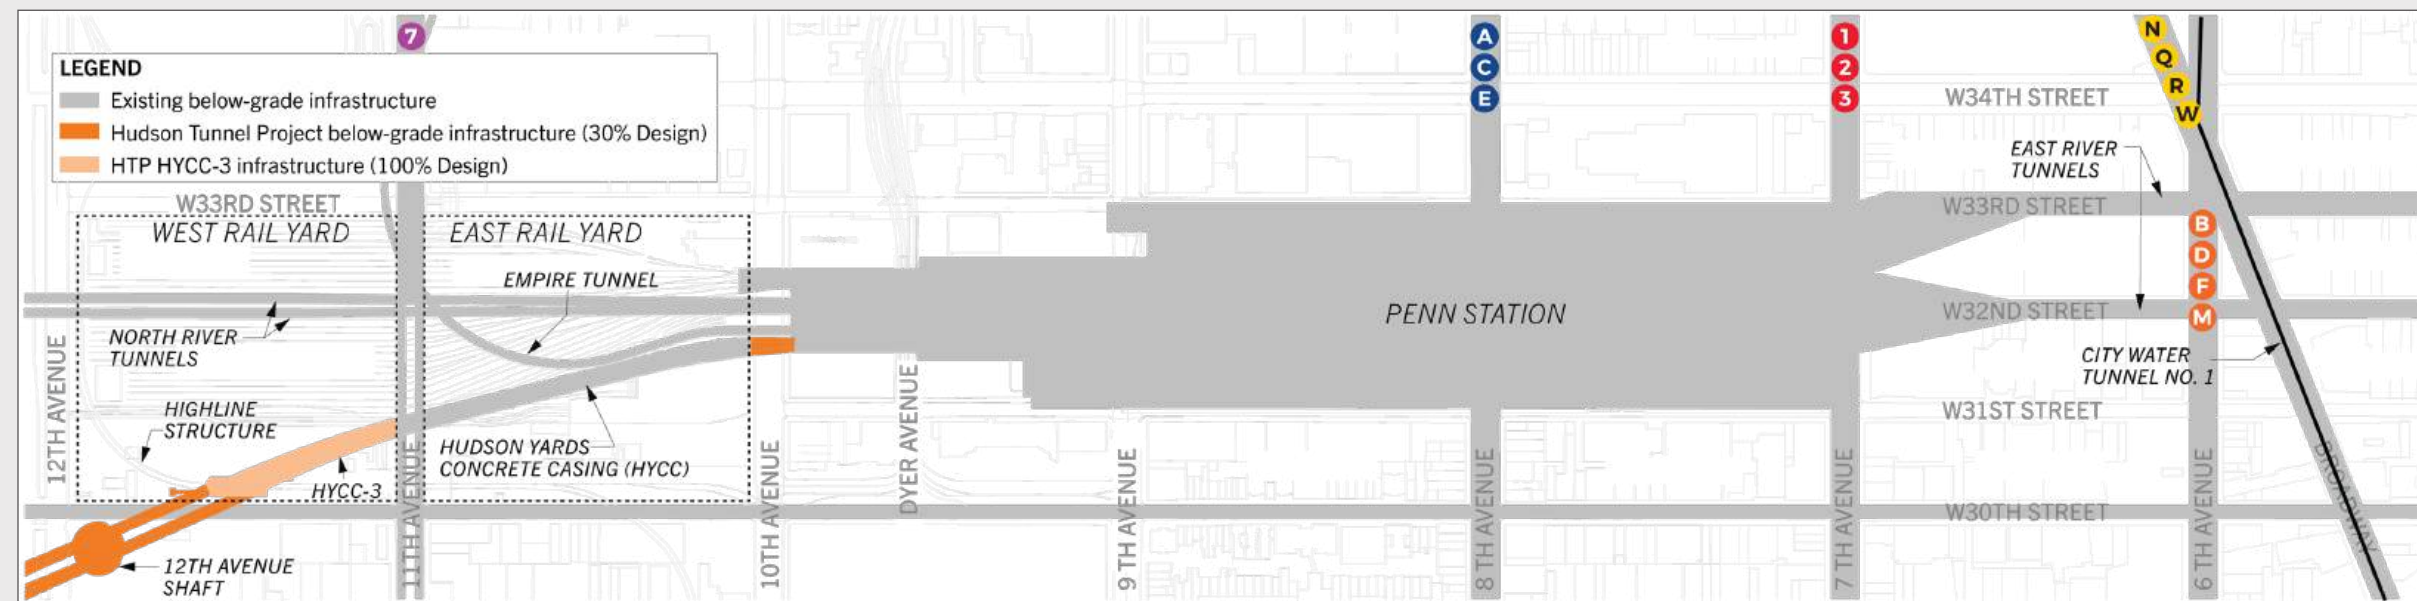 7
A
C
E
1
2
3
N
Q
R
W
LEGEND
Existing below-grade infrastructure
Hudson Tunnel Project below-grade infrastructure (30% Design)
HTP HYCC-3 infrastructure (100% Design)
W34TH STREET
EAST RIVER
TUNNELS
W33RD STREET
W33RD STREET
WEST RAIL YARD
EAST RAIL YARD
B
D
F
M
EMPIRE TUNNEL
PENN STATION
W32ND STREET
NORTH RIVER
TUNNELS
CITY WATER
TUNNEL NO. 1
12TH AVENUE
HIGHLINE
STRUCTURE
HYCC-3
HUDSON YARDS
CONCRETE CASING (HYCC)
W31ST STREET
11TH AVENUE
10TH AVENUE
DYER AVENUE
9TH AVENUE
8TH AVENUE
7TH AVENUE
6TH AVENUE
BROADWAY
W30TH STREET
12TH AVENUE
SHAFT